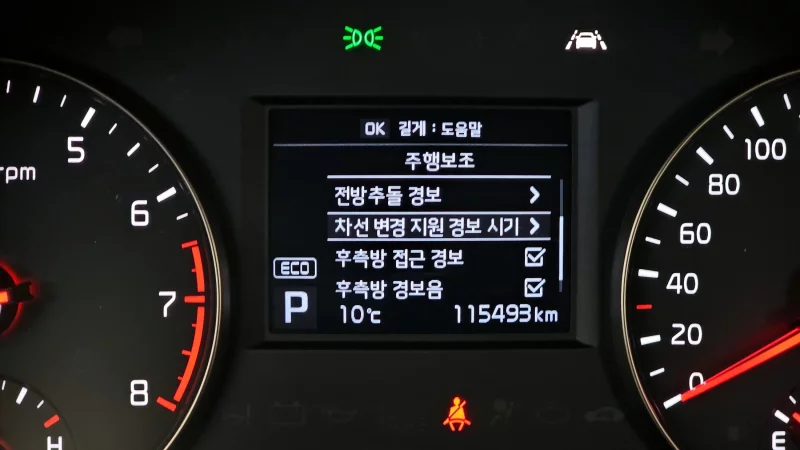 OK 길게 : 도움말
주행보조
전방추돌 경보
차선 변경 지원 경보 시기
후측방 접근 경보
후측방 경보음
ECO
P
10℃ 115493km
rpm
5
6
7
8
H
100
80
60
40
20
0
E